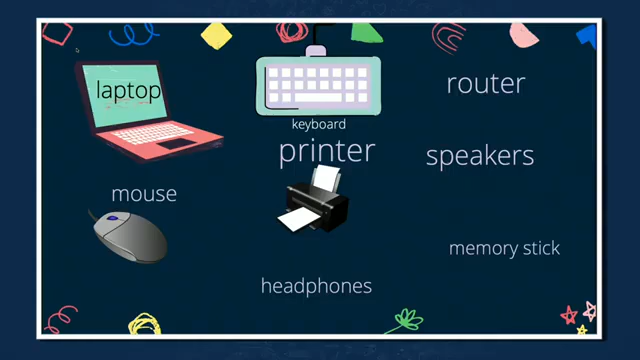 laptop
keyboard
router
printer
speakers
mouse
memory stick
headphones